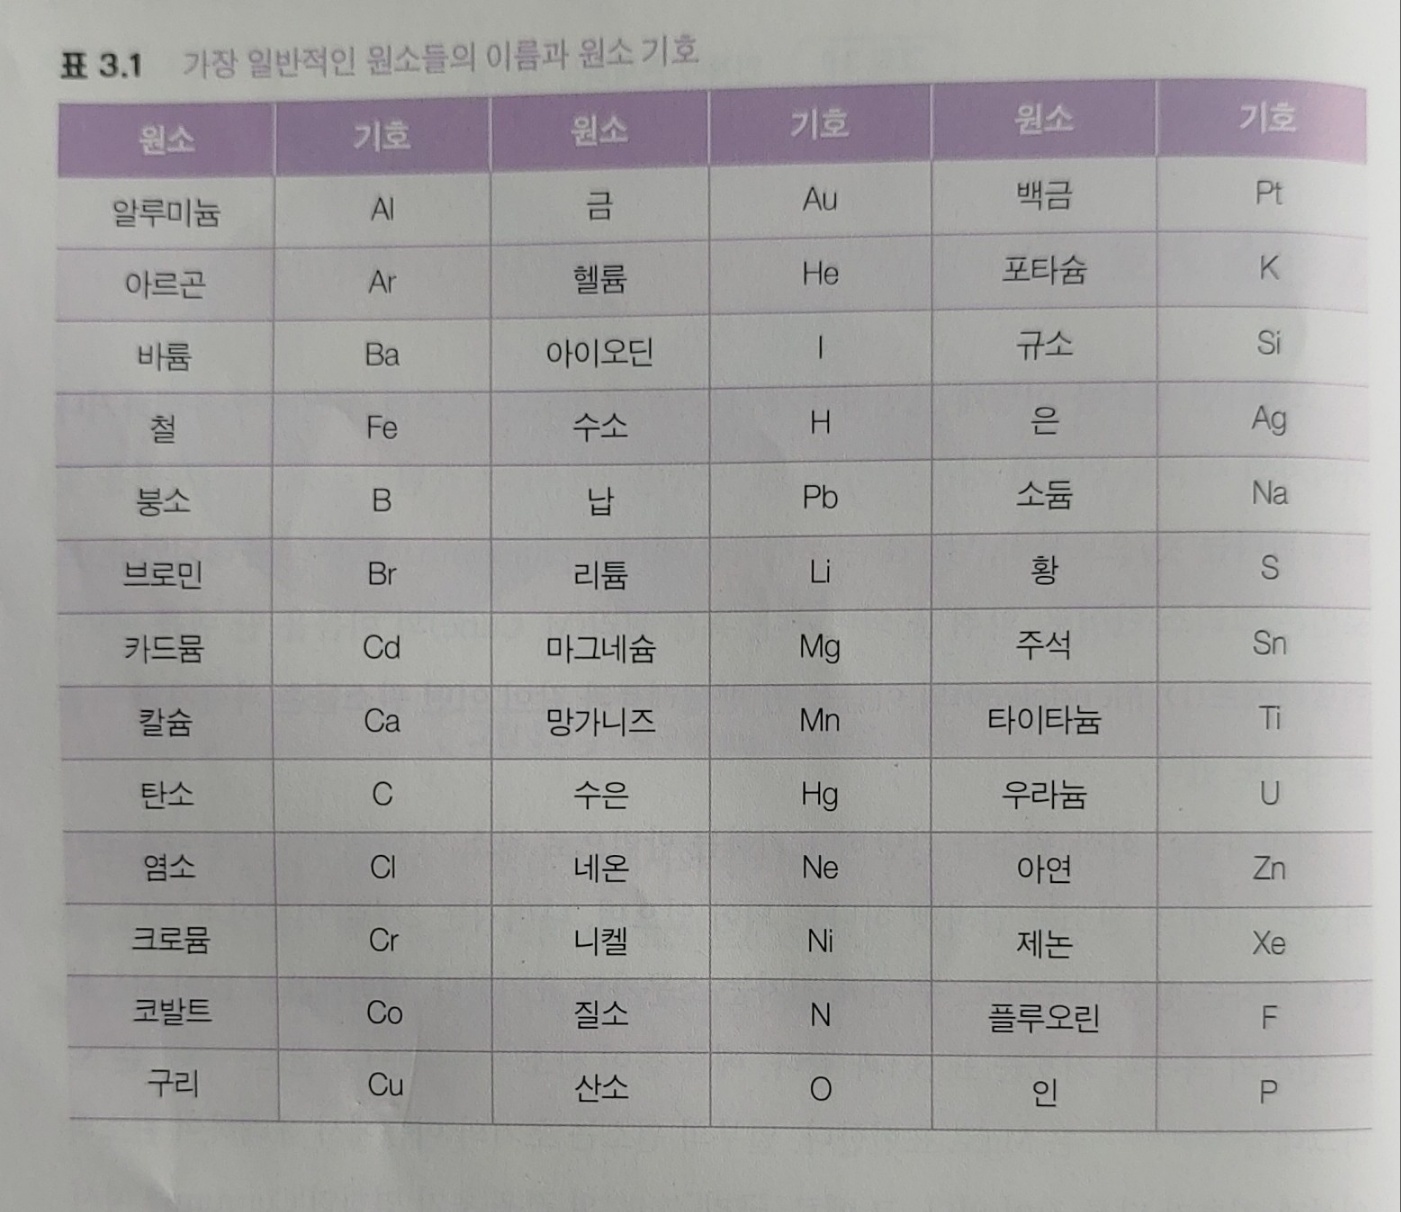 표 3.1 가장 일반적인 원소들의 이름과 원소 기호
원소 기호 원소 기호 원소 기호
알루미늄 Al 금 Au 백금 Pt
아르곤 Ar 헬륨 He 포타슘 K
바륨 Ba 아이오딘 I 규소 Si
철 Fe 수소 H 은 Ag
붕소 B 납 Pb 소듐 Na
브로민 Br 리튬 Li 황 S
카드뮴 Cd 마그네슘 Mg 주석 Sn
칼슘 Ca 망가니즈 Mn 타이타늄 Ti
탄소 C 수은 Hg 우라늄 U
염소 Cl 네온 Ne 아연 Zn
크로뮴 Cr 니켈 Ni 제논 Xe
코발트 Co 질소 N 플루오린 F
구리 Cu 산소 O 인 P